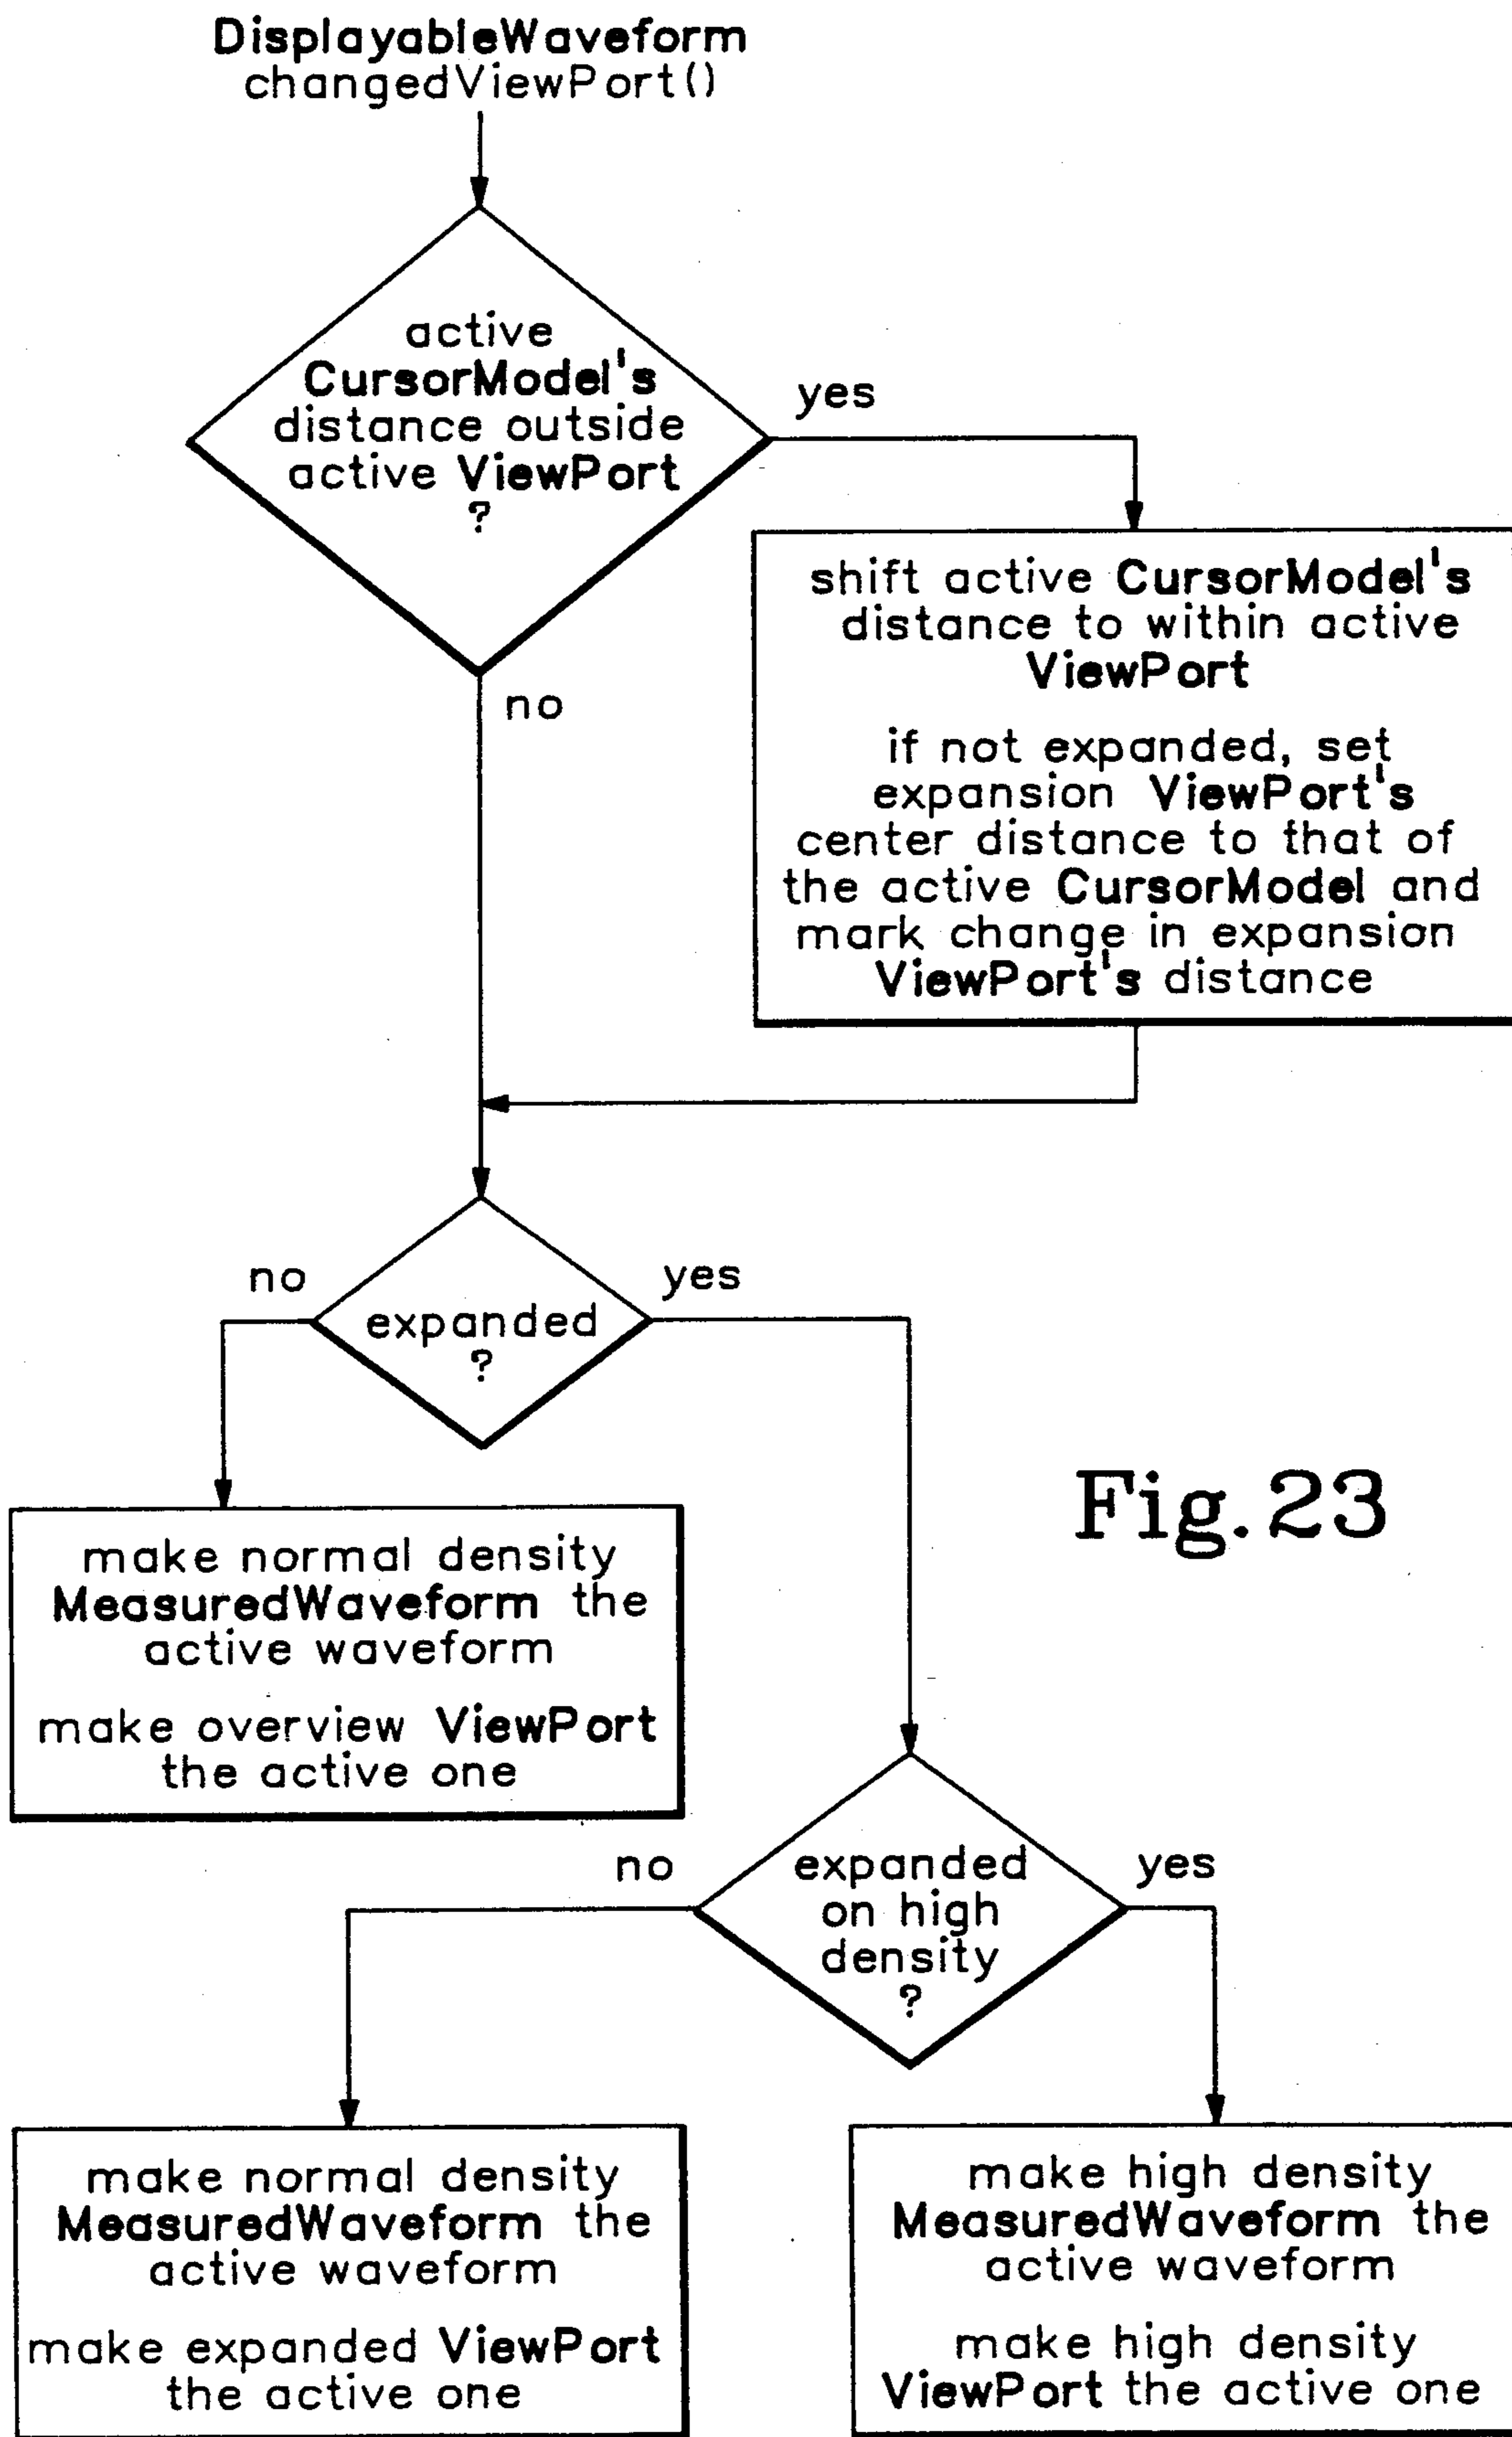 DisplayableWaveform
changedViewPort()
active
CursorModel's
distance outside
active ViewPort
?
yes
no
shift active CursorModel's
distance to within active
ViewPort
if not expanded, set
expansion ViewPort's
center distance to that of
the active CursorModel and
mark change in expansion
ViewPort's distance
no
yes
expanded
?
make normal density
MeasuredWaveform the
active waveform
make overview ViewPort
the active one
Fig. 23
no
yes
expanded
on high
density
?
make normal density
MeasuredWaveform the
active waveform
make expanded ViewPort
the active one
make high density
MeasuredWaveform the
active waveform
make high density
ViewPort the active one